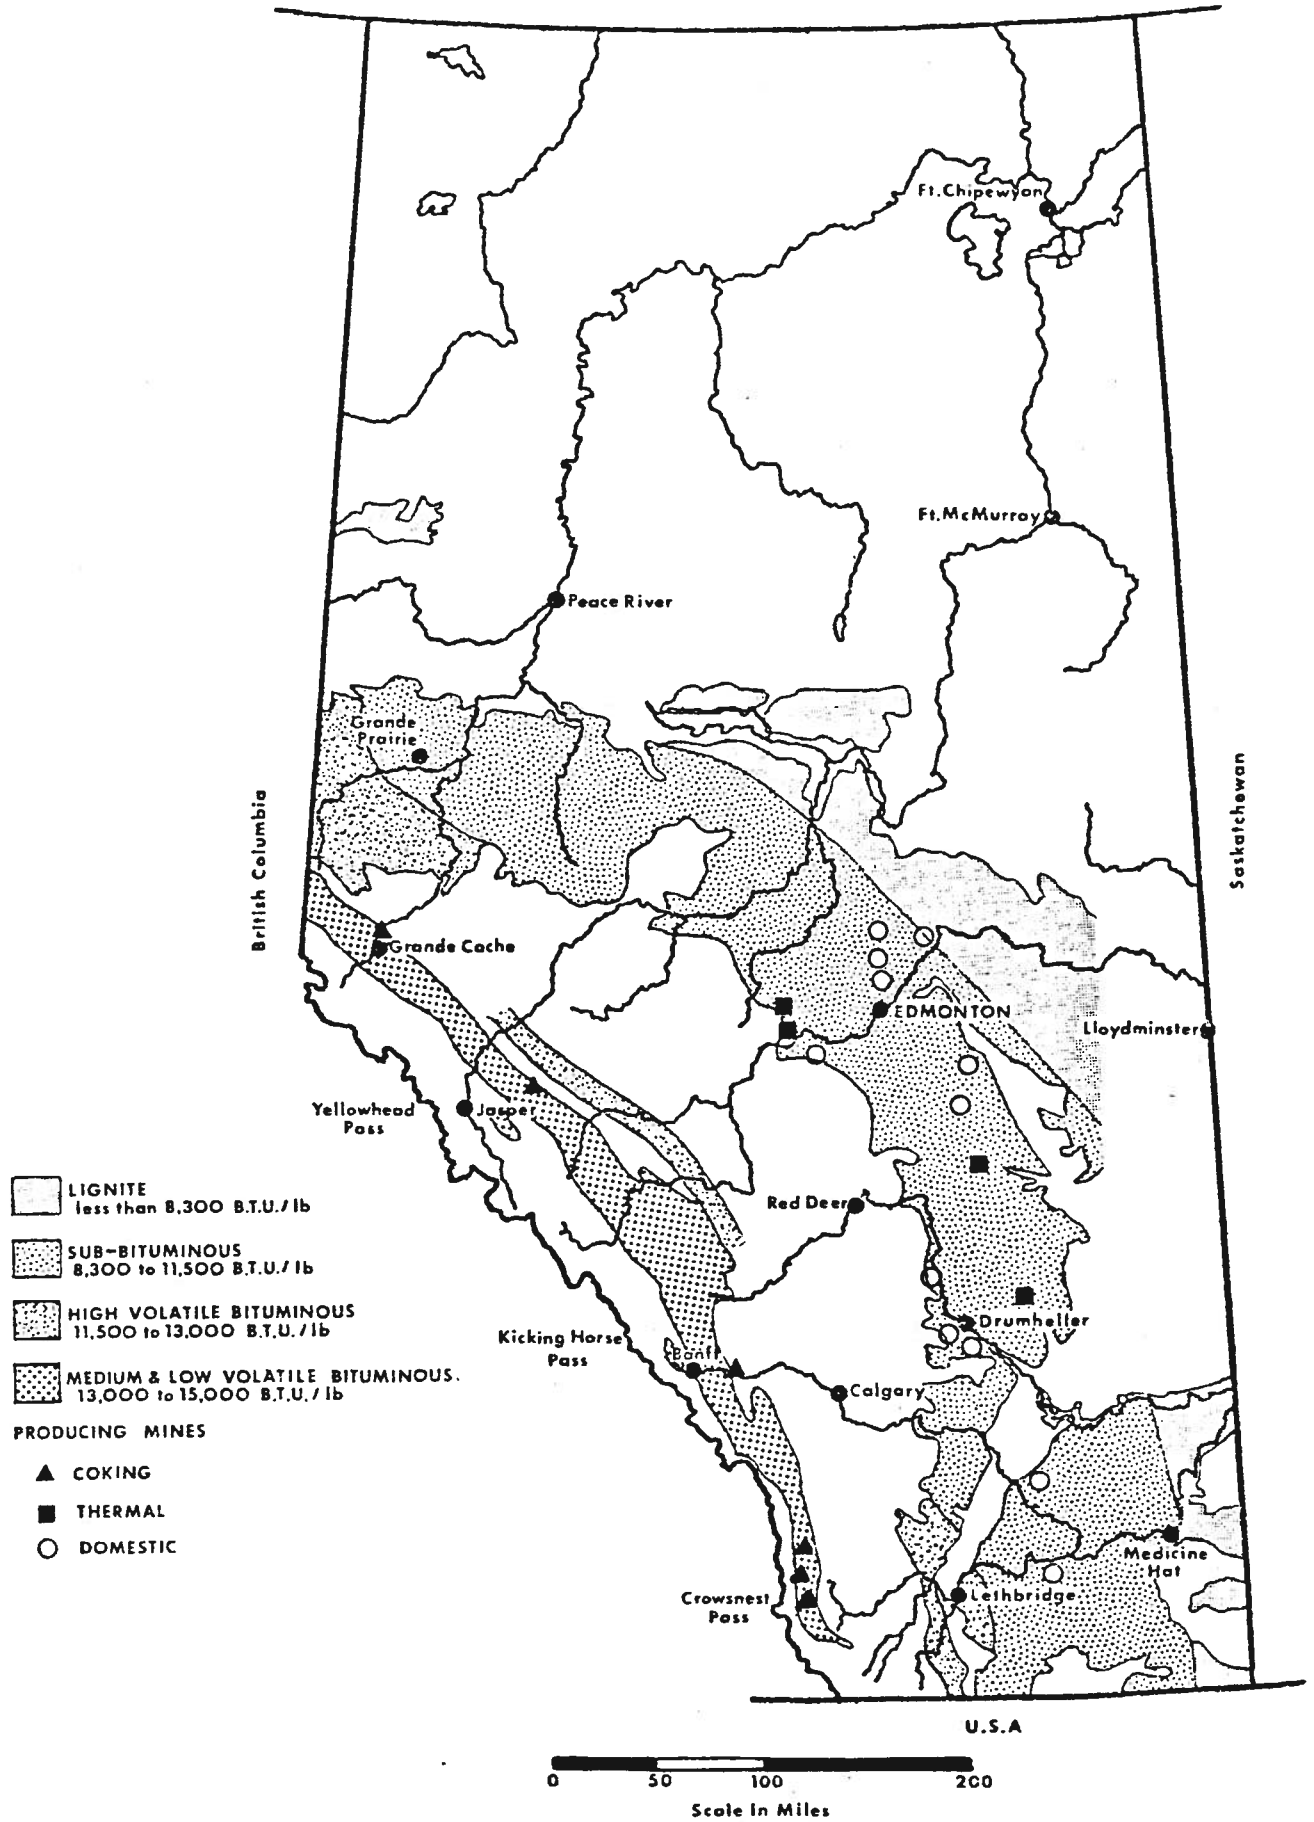 Ft.Chipewyan
Ft.McMurray
Peace River
Grande
Prairie
British Columbia
Saskatchewan
Grande Cache
EDMONTON
Lloydminster
Yellowhead
Pass
Jasper
Red Deer
LIGNITE
less than 8,300 B.T.U./lb
SUB-BITUMINOUS
8,300 to 11,500 B.T.U./lb
HIGH VOLATILE BITUMINOUS
11,500 to 13,000 B.T.U./lb
MEDIUM & LOW VOLATILE BITUMINOUS.
13,000 to 15,000 B.T.U./lb
PRODUCING MINES
COKING
THERMAL
DOMESTIC
Kicking Horse
Pass
Banff
Drumheller
Calgary
Medicine
Hat
Crowsnest
Pass
Lethbridge
U.S.A
0 50 100 200
Scale In Miles